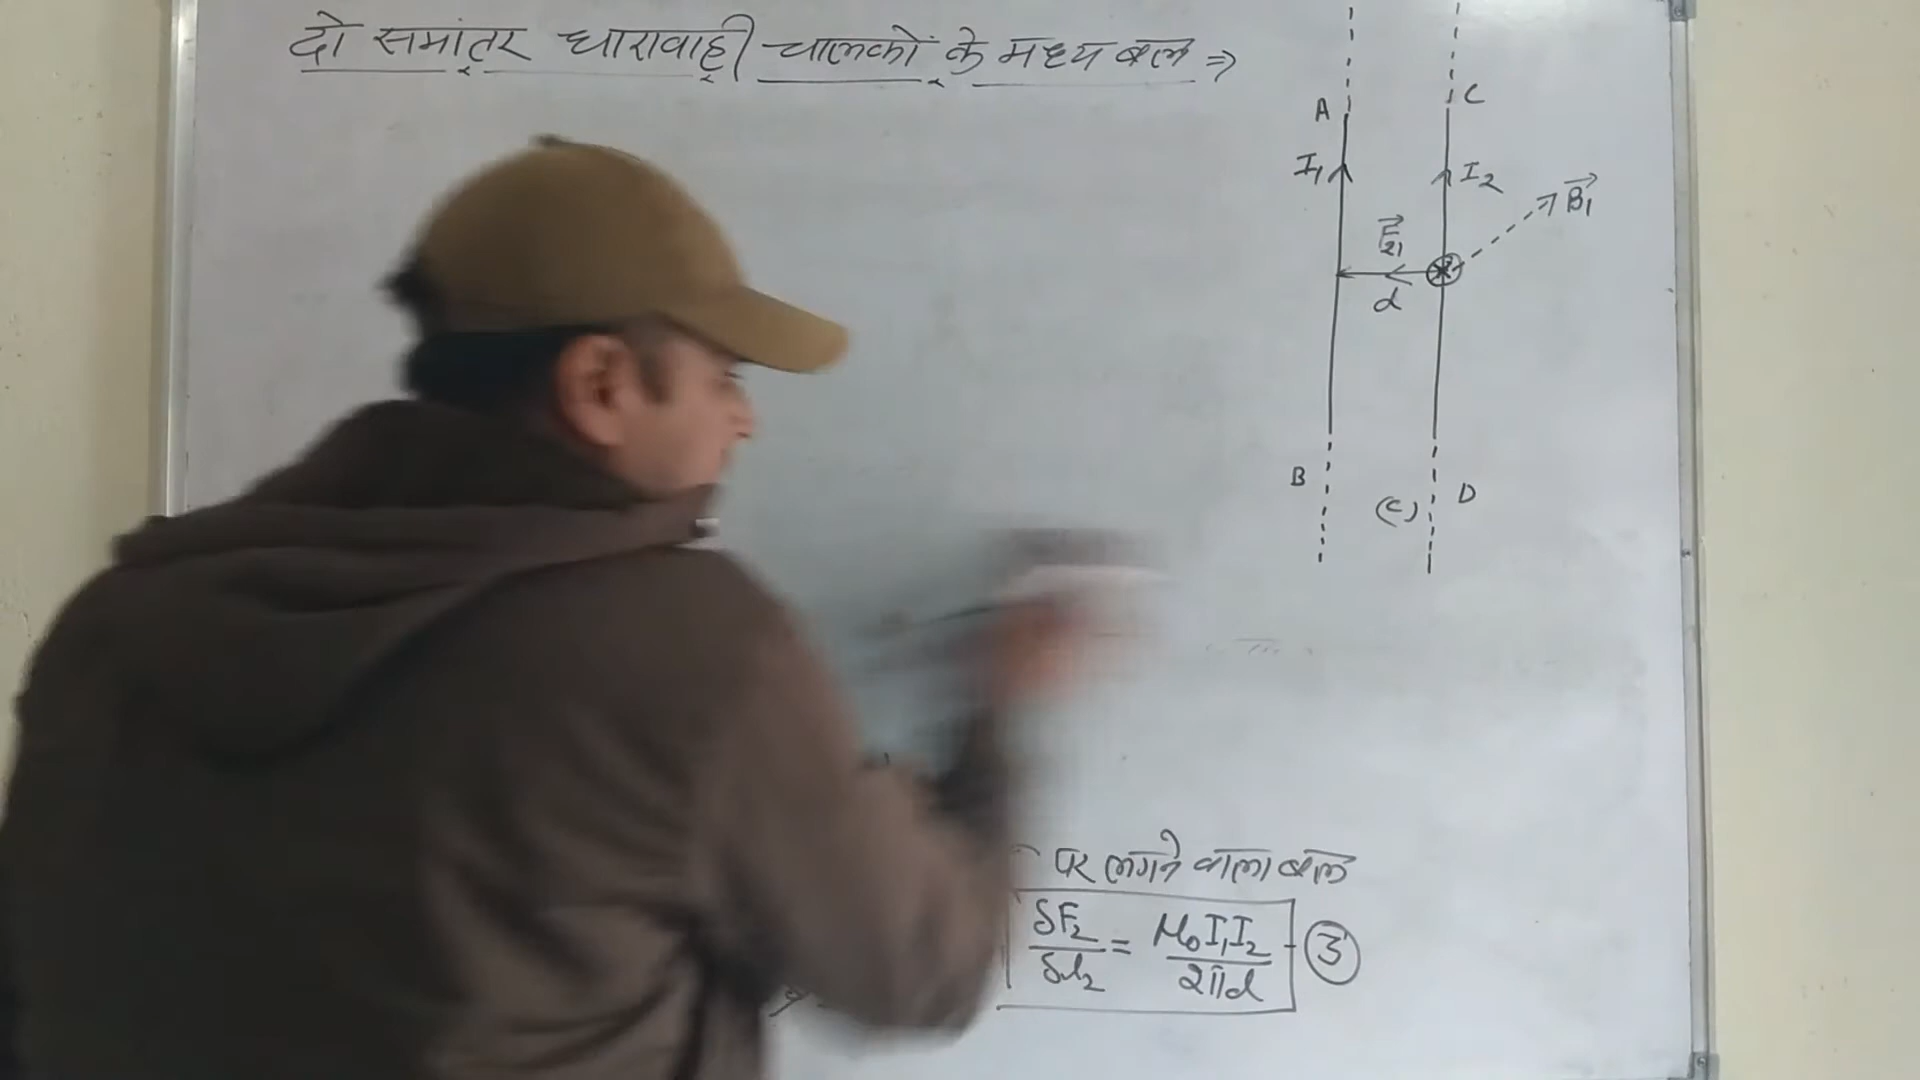 दो समांतर धारावाही चालकों के मध्य बल ⇒
A
C
I₁
I₂
B⃗₁
F⃗₂₁
d
B
D
(c)
पर लगने वाला बल
δF₂/δl₂ = μ₀I₁I₂/2πd - ③